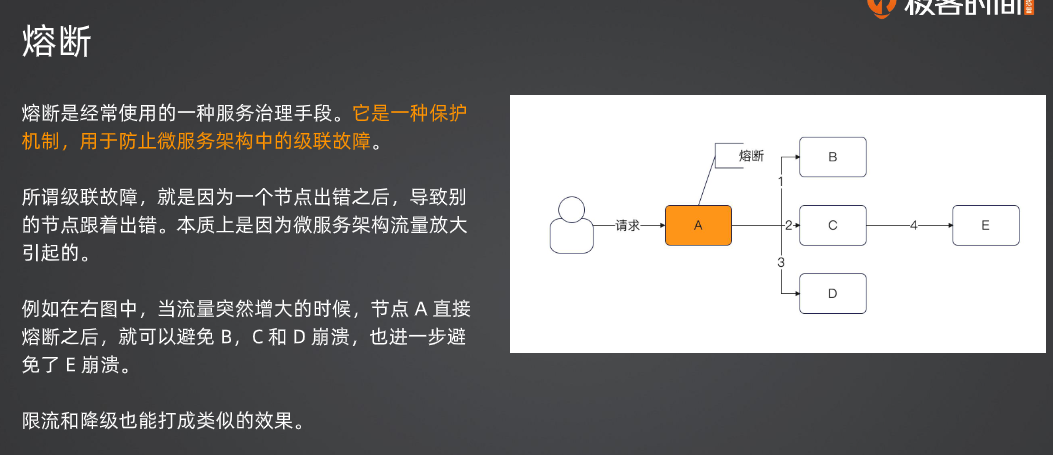 极客时间
熔断
熔断是经常使用的一种服务治理手段。它是一种保护
机制，用于防止微服务架构中的级联故障。
所谓级联故障，就是因为一个节点出错之后，导致别
的节点跟着出错。本质上是因为微服务架构流量放大
引起的。
例如在右图中，当流量突然增大的时候，节点 A 直接
熔断之后，就可以避免 B，C 和 D 崩溃，也进一步避
免了 E 崩溃。
限流和降级也能打成类似的效果。
熔断
B
1
请求
A
2
C
4
E
3
D